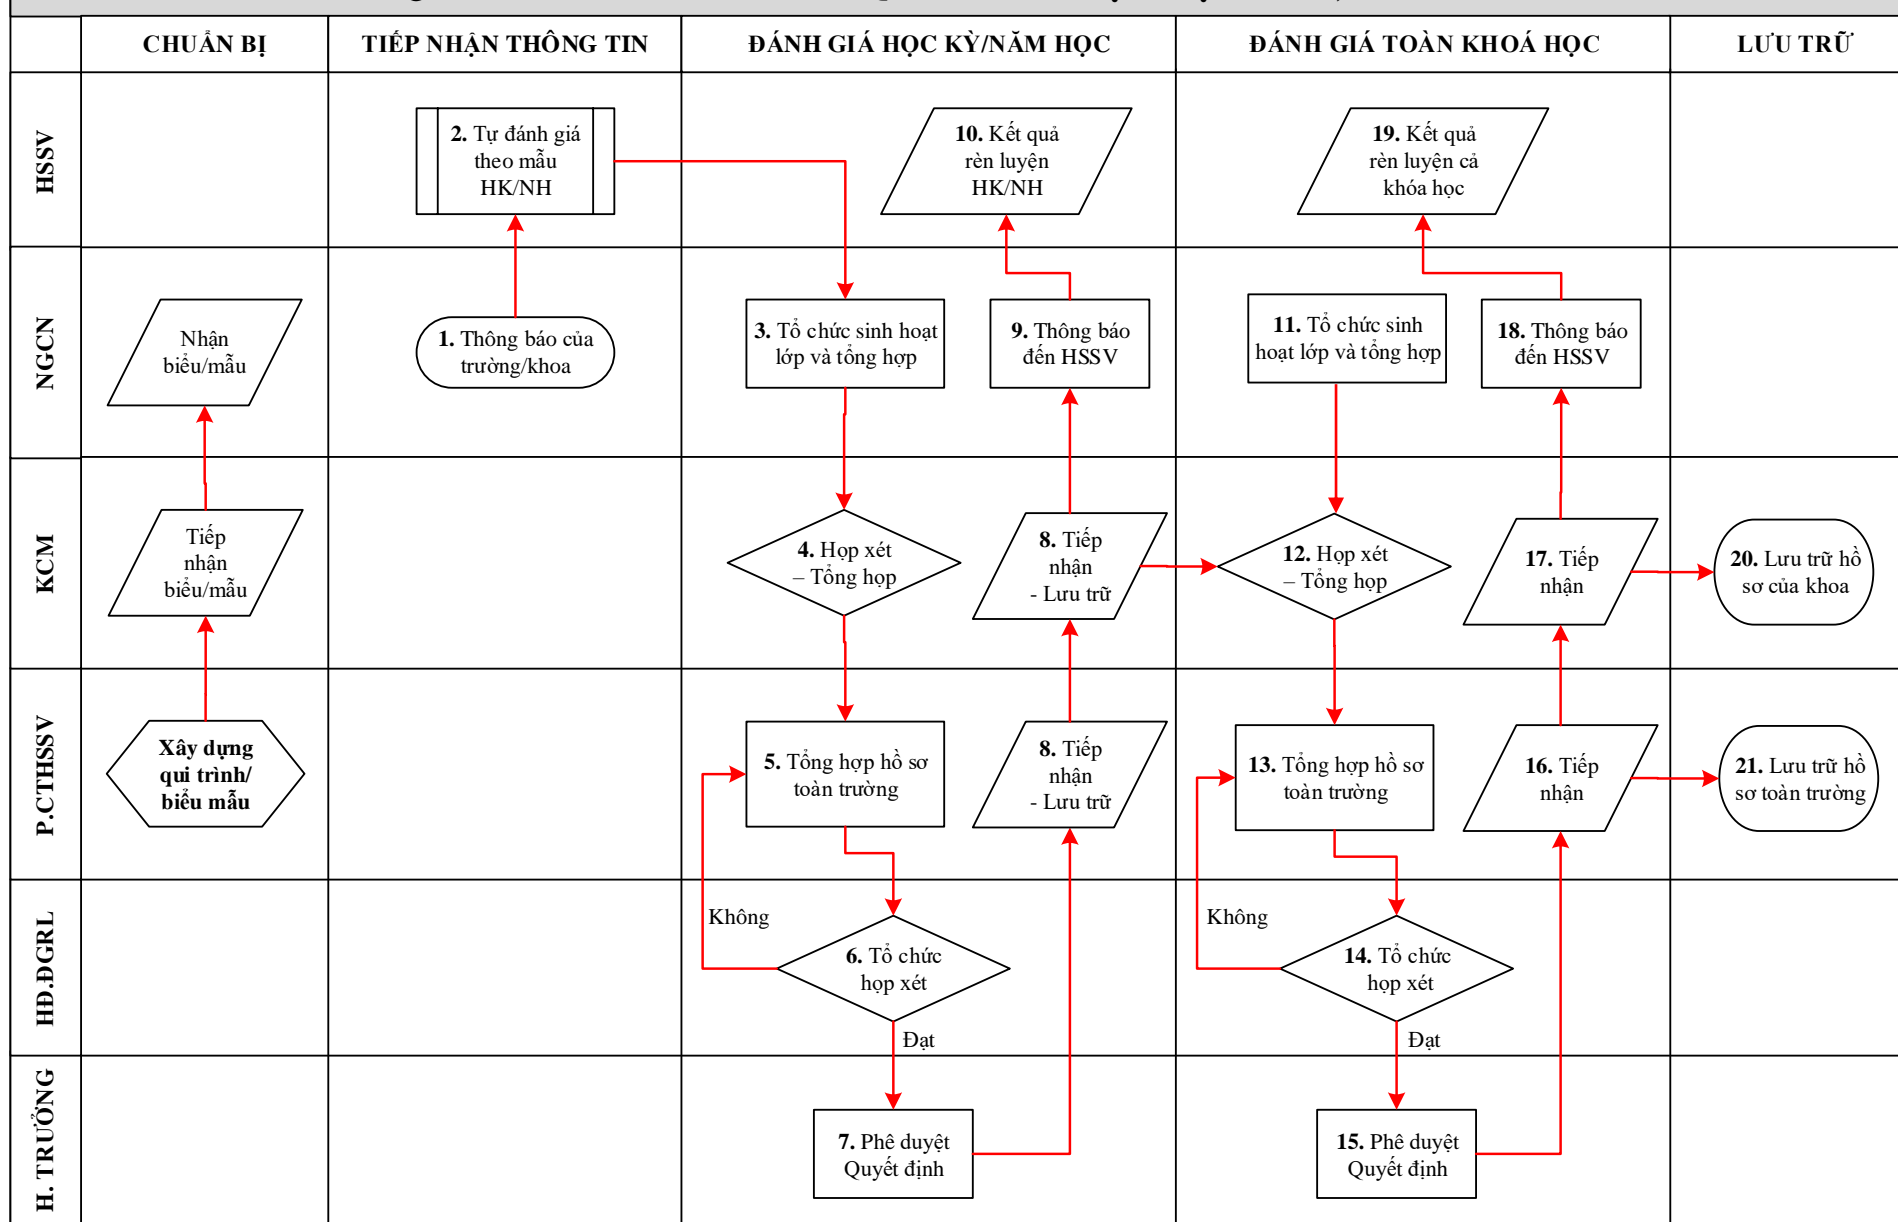 CHUẨN BỊ
TIẾP NHẬN THÔNG TIN
ĐÁNH GIÁ HỌC KỲ/NĂM HỌC
ĐÁNH GIÁ TOÀN KHOÁ HỌC
LƯU TRỮ
HSSV
2. Tự đánh giá
theo mẫu
HK/NH
10. Kết quả
rèn luyện
HK/NH
19. Kết quả
rèn luyện cả
khóa học
NGCN
Nhận
biểu/mẫu
1. Thông báo của
trường/khoa
3. Tổ chức sinh hoạt
lớp và tổng hợp
9. Thông báo
đến HSSV
11. Tổ chức sinh
hoạt lớp và tổng hợp
18. Thông báo
đến HSSV
KCM
Tiếp
nhận
biểu/mẫu
4. Họp xét
– Tổng họp
8. Tiếp
nhận
- Lưu trữ
12. Họp xét
– Tổng họp
17. Tiếp
nhận
20. Lưu trữ hồ
sơ của khoa
P.CTHSSV
Xây dựng
qui trình/
biểu mẫu
5. Tổng hợp hồ sơ
toàn trường
8. Tiếp
nhận
- Lưu trữ
13. Tổng hợp hồ sơ
toàn trường
16. Tiếp
nhận
21. Lưu trữ hồ
sơ toàn trường
HĐ.ĐGRL
Không
6. Tổ chức
họp xét
Đạt
Không
14. Tổ chức
họp xét
Đạt
H. TRƯỞNG
7. Phê duyệt
Quyết định
15. Phê duyệt
Quyết định